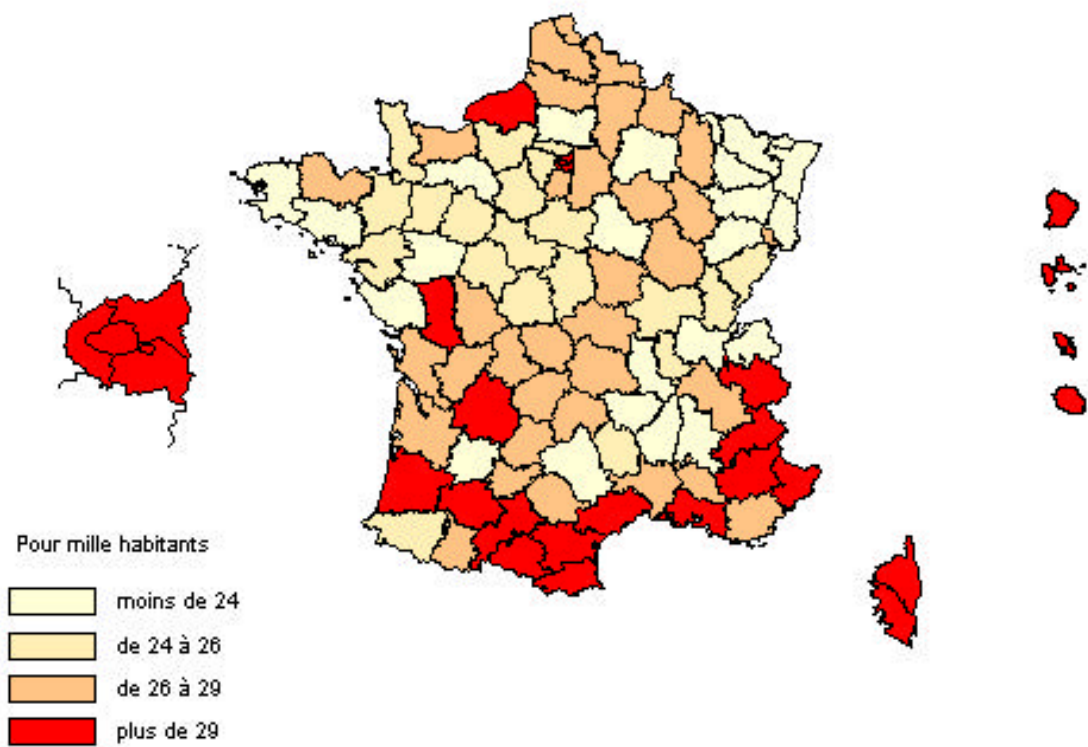 Pour mille habitants
moins de 24
de 24 à 26
de 26 à 29
plus de 29